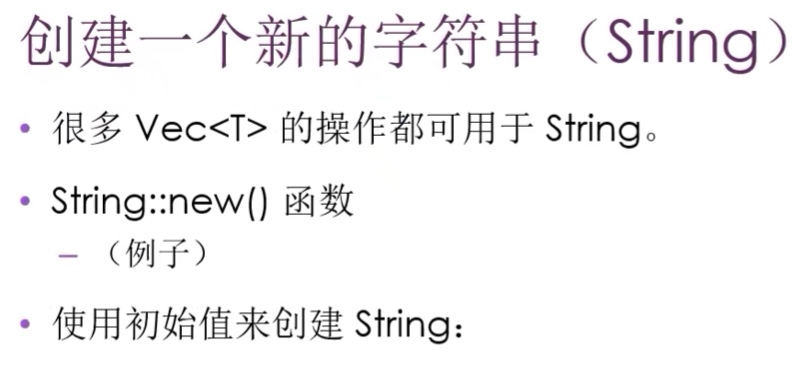 创建一个新的字符串（String）
• 很多 Vec<T> 的操作都可用于 String。
• String::new() 函数
– （例子）
• 使用初始值来创建 String：